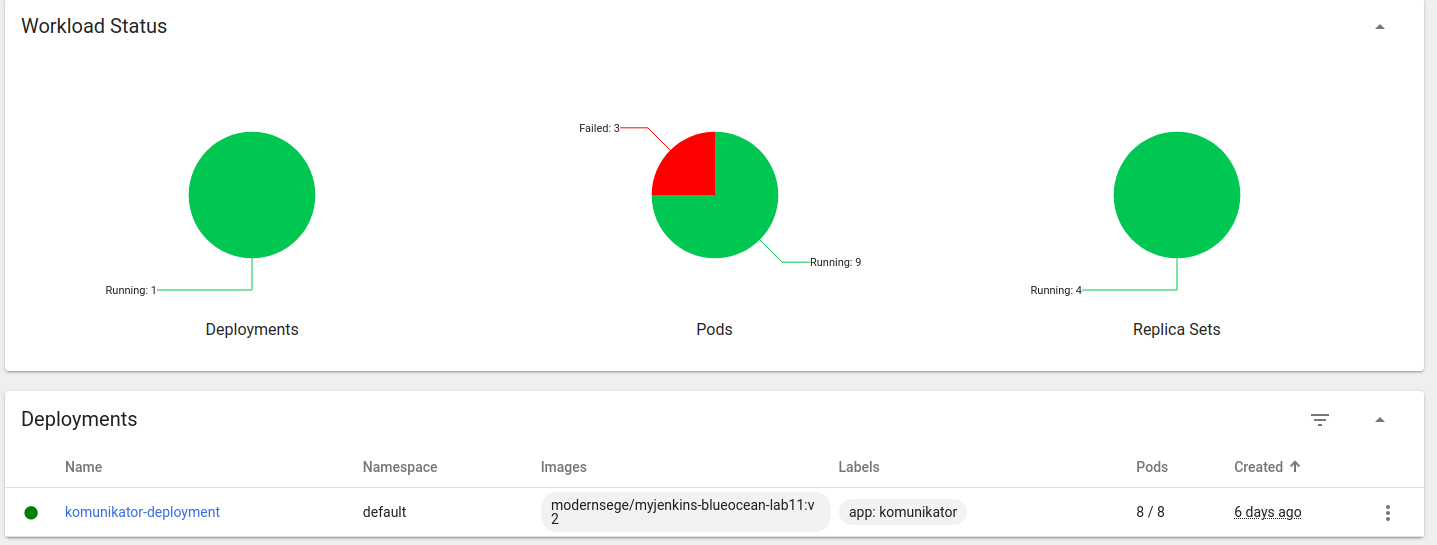 Workload Status
Failed: 3
Running: 9
Running: 1
Running: 4
Deployments
Pods
Replica Sets
Deployments
Name Namespace Images Labels Pods Created
komunikator-deployment default modernsege/myjenkins-blueocean-lab11:v
2 app: komunikator 8 / 8 6 days ago